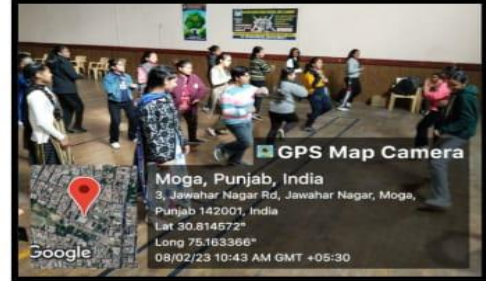 GPS Map Camera
Moga, Punjab, India
3, Jawahar Nagar Rd, Jawahar Nagar, Moga,
Punjab 142001, India
Lat 30.814572°
Long 75.163366°
08/02/23 10:43 AM GMT +05:30
Google